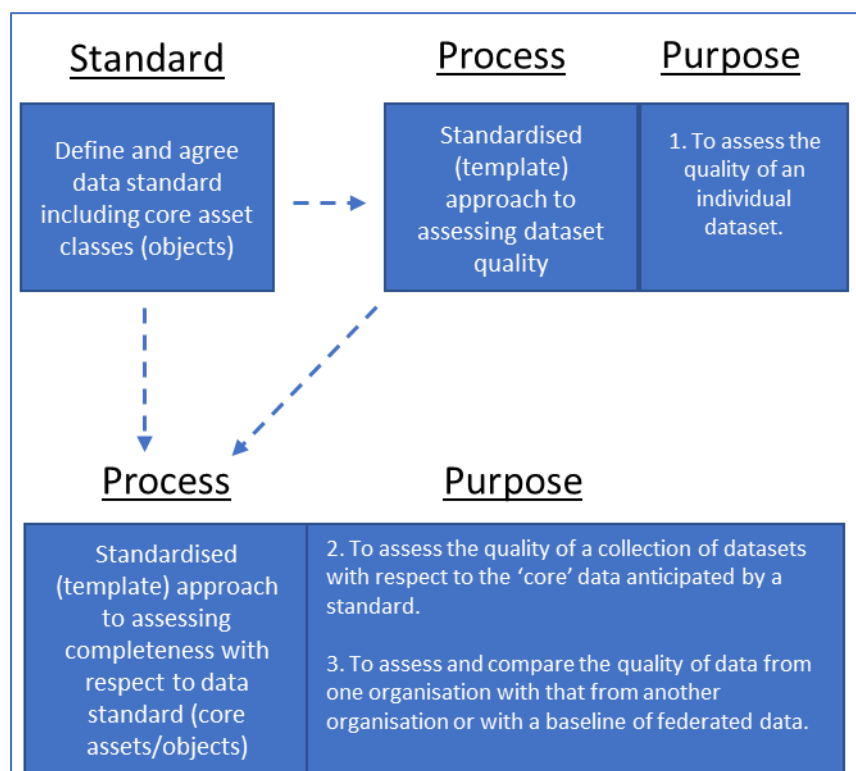 Standard
Process
Purpose
Define and agree
data standard
including core asset
classes (objects)
Standardised
(template)
approach to
assessing dataset
quality
1. To assess the
quality of an
individual
dataset.
Process
Purpose
Standardised
(template) approach
to assessing
completeness with
respect to data
standard (core
assets/objects)
2. To assess the quality of a collection of datasets
with respect to the ‘core’ data anticipated by a
standard.
3. To assess and compare the quality of data from
one organisation with that from another
organisation or with a baseline of federated data.